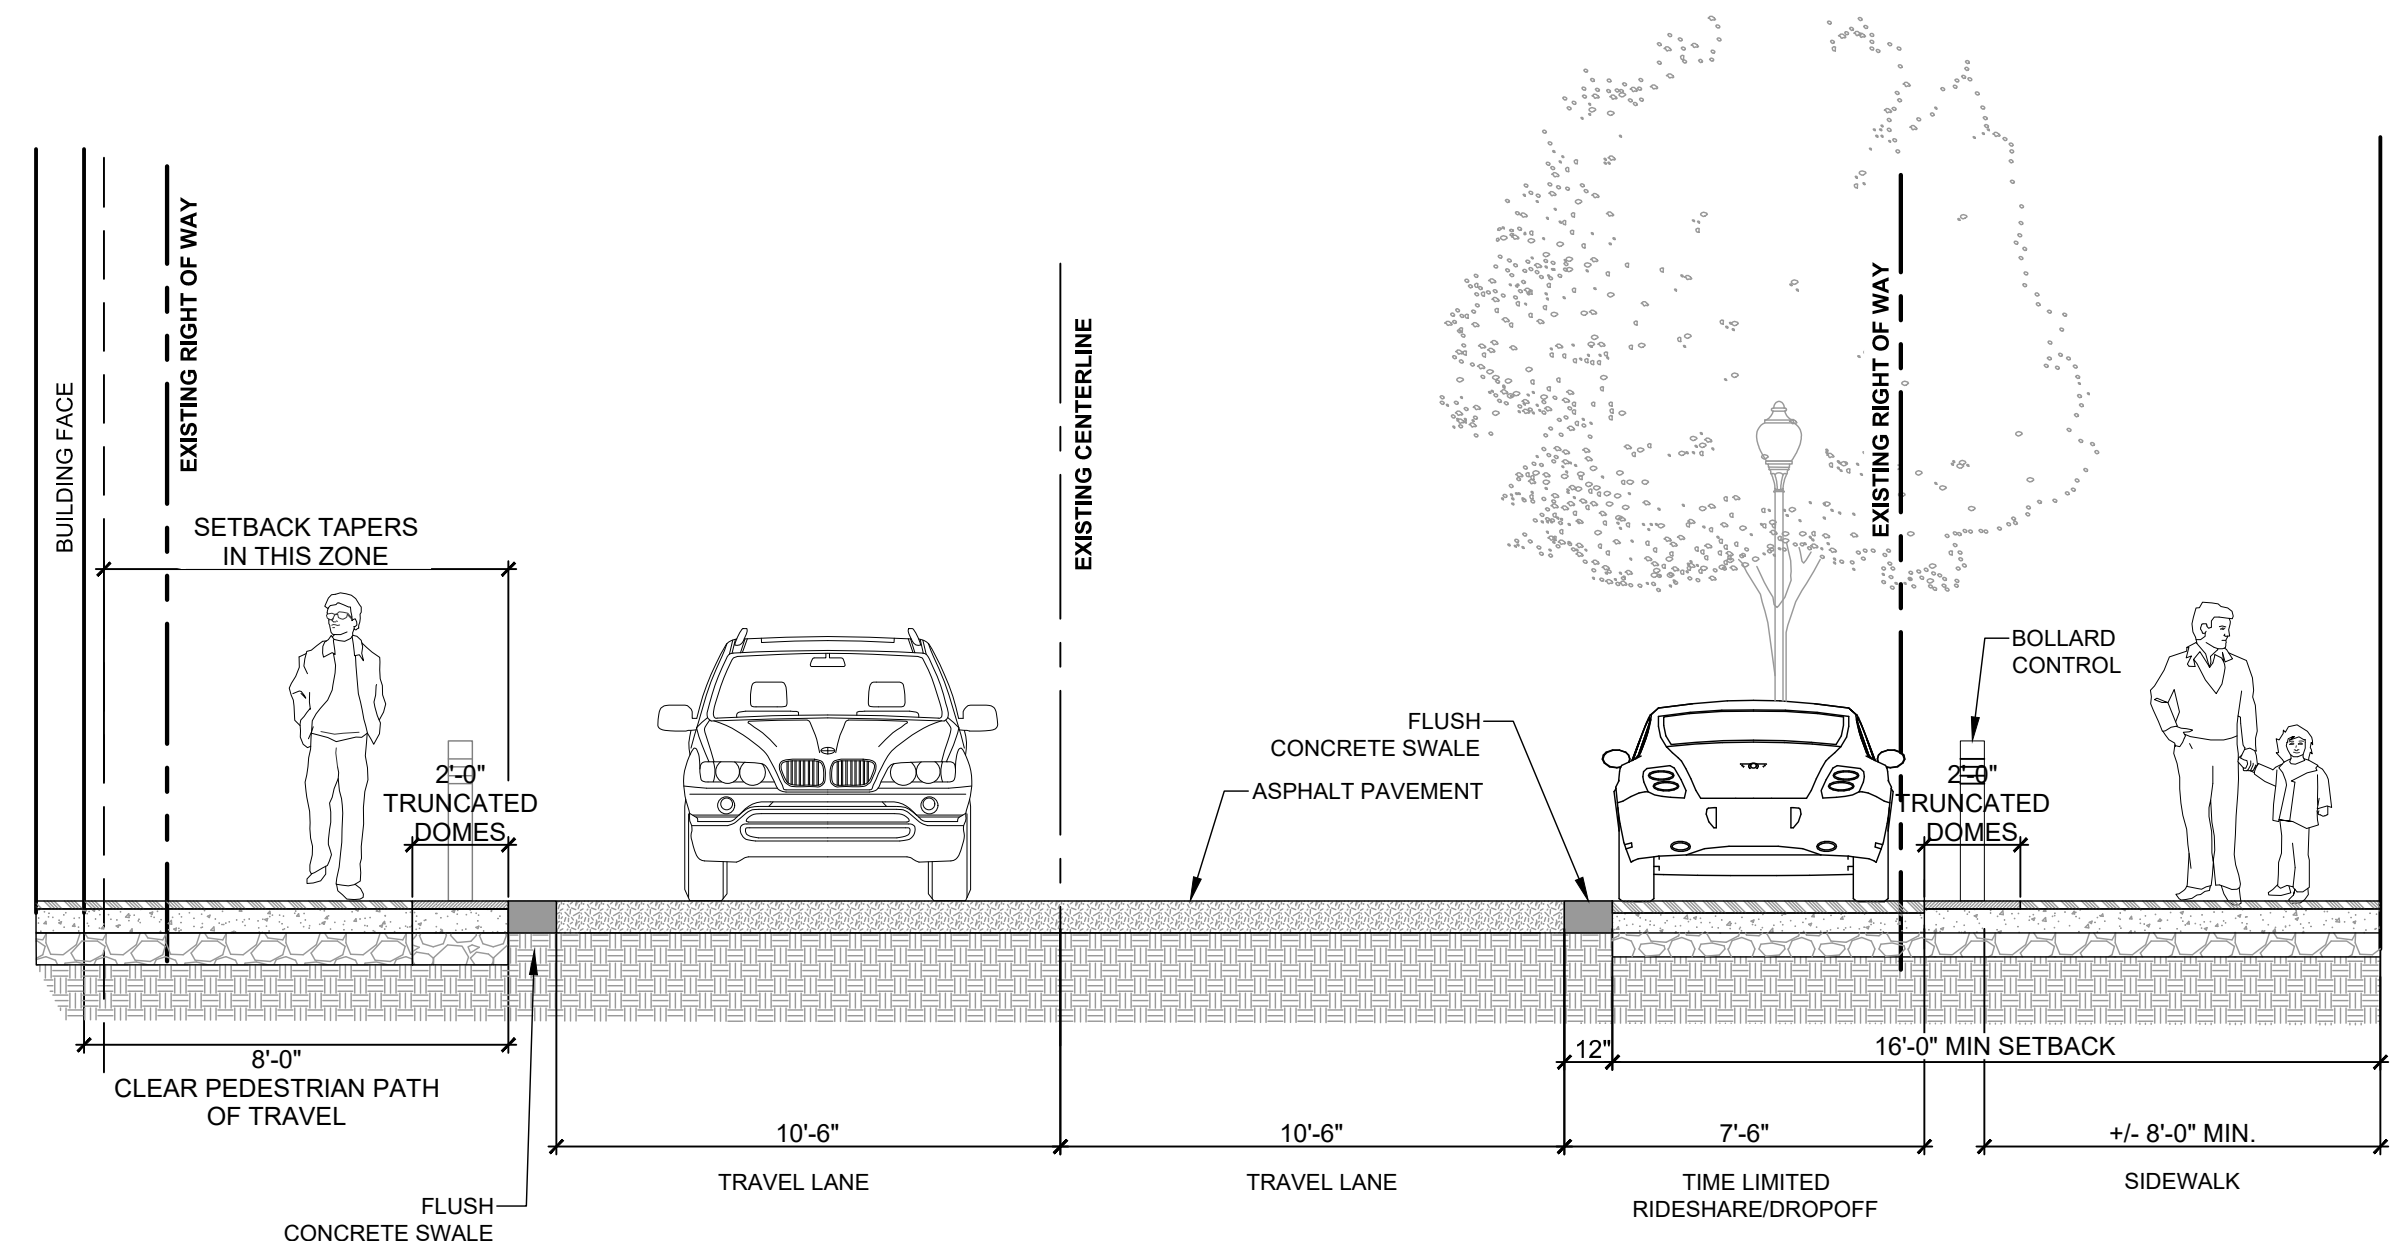 BUILDING FACE
EXISTING RIGHT OF WAY
SETBACK TAPERS
IN THIS ZONE
EXISTING CENTERLINE
EXISTING RIGHT OF WAY
2'-0"
TRUNCATED
DOMES
FLUSH
CONCRETE SWALE
ASPHALT PAVEMENT
BOLLARD
CONTROL
2'-0"
TRUNCATED
DOMES
8'-0"
CLEAR PEDESTRIAN PATH
OF TRAVEL
12"
16'-0" MIN SETBACK
10'-6"
TRAVEL LANE
10'-6"
TRAVEL LANE
7'-6"
TIME LIMITED
RIDESHARE/DROPOFF
+/- 8'-0" MIN.
SIDEWALK
FLUSH
CONCRETE SWALE